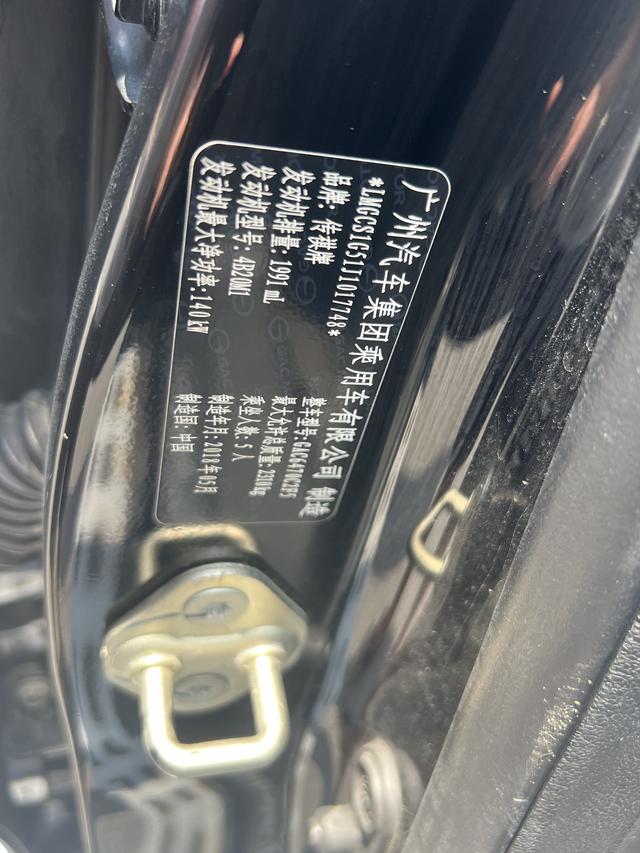 广州汽车集团乘用车有限公司 制造
*LMGCS1G51J1017748*
品牌: 传祺牌
发动机排量: 1991 mL
发动机型号: 4B20M1
发动机最大净功率:140kW
整车型号:
最大允许总质量:2310kg
乘坐人数:5 人
制造年月:2018年05月
制造国:中国